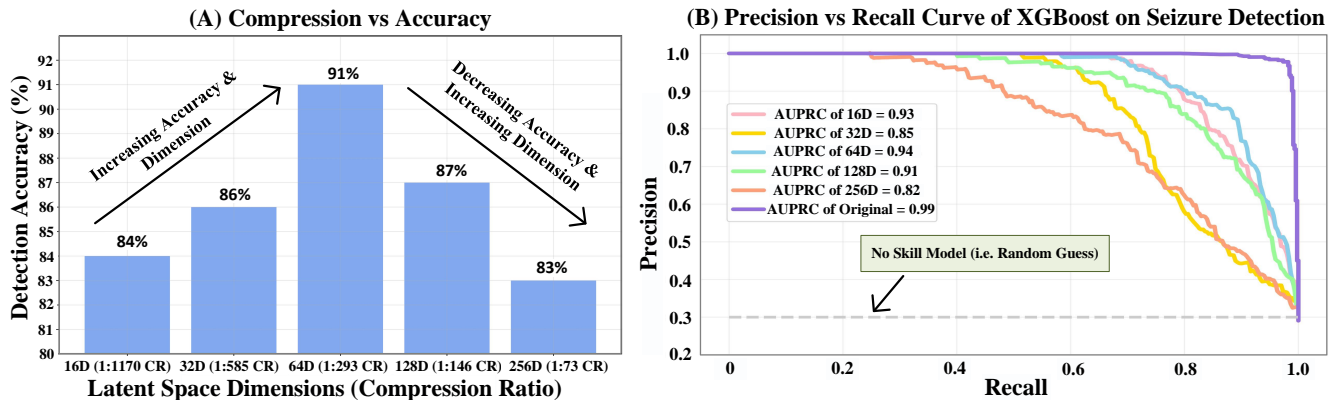 (A) Compression vs Accuracy
92
91
90
89
88
87
86
85
84
83
82
81
80
Detection Accuracy (%)
Increasing Accuracy &
Dimension
Decreasing Accuracy &
Increasing Dimension
84%
86%
91%
87%
83%
16D (1:1170 CR) 32D (1:585 CR) 64D (1:293 CR) 128D (1:146 CR) 256D (1:73 CR)
Latent Space Dimensions (Compression Ratio)
(B) Precision vs Recall Curve of XGBoost on Seizure Detection
1.0
0.9
0.8
0.7
0.6
0.5
0.4
0.3
0.2
Precision
AUPRC of 16D = 0.93
AUPRC of 32D = 0.85
AUPRC of 64D = 0.94
AUPRC of 128D = 0.91
AUPRC of 256D = 0.82
AUPRC of Original = 0.99
No Skill Model (i.e. Random Guess)
0 0.2 0.4 0.6 0.8 1.0
Recall